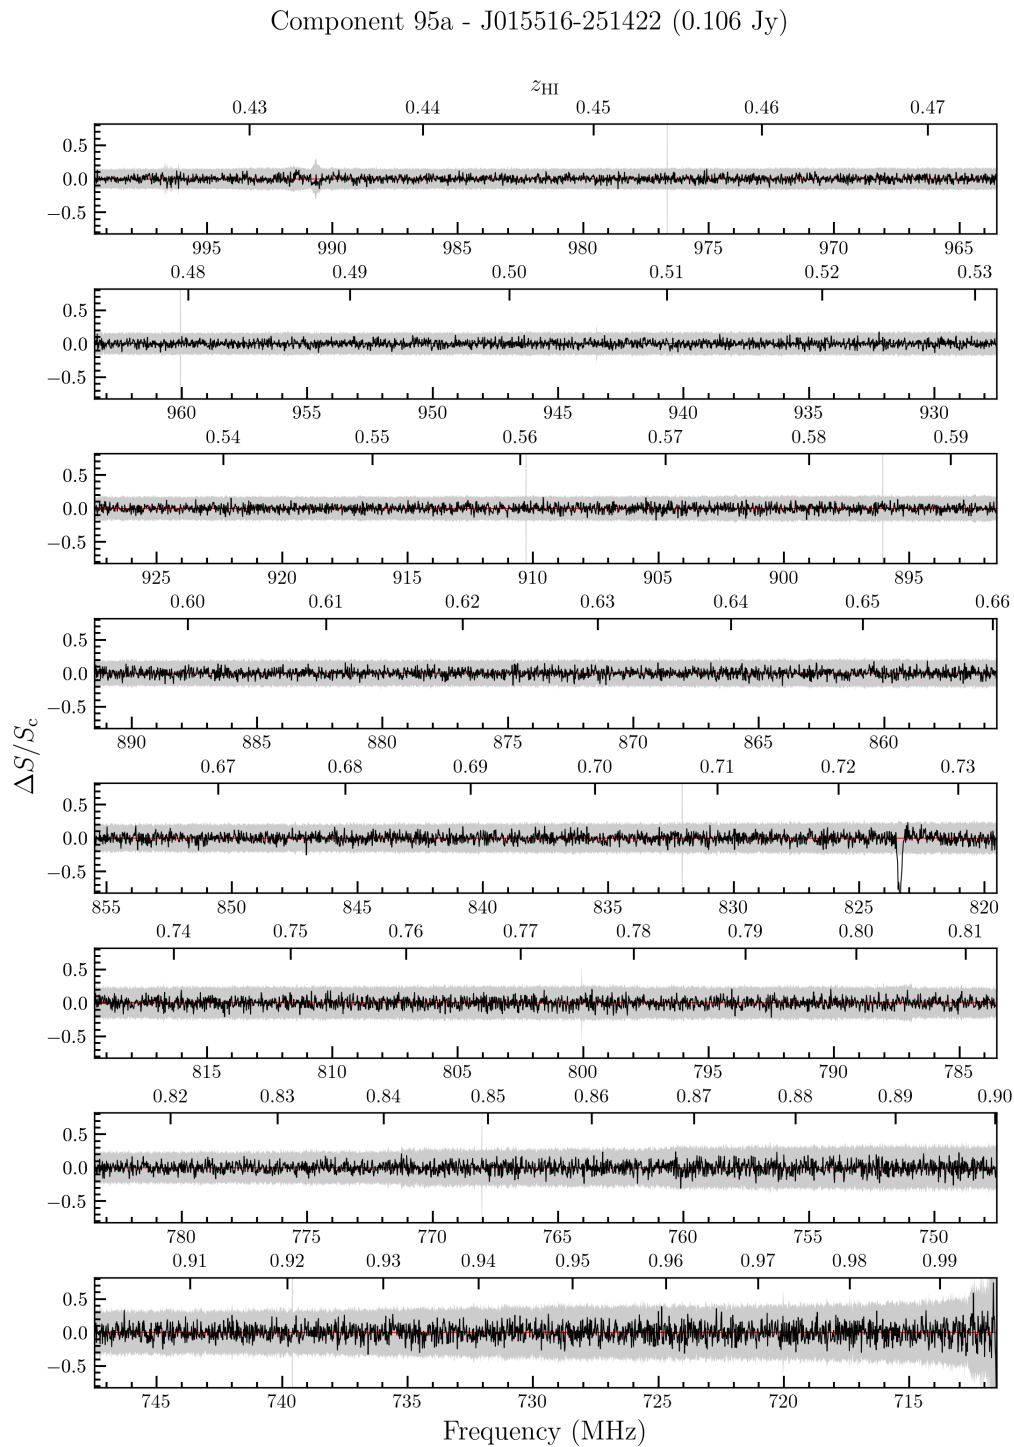 Component 95a - J015516-251422 (0.106 Jy)
z_HI
0.43 0.44 0.45 0.46 0.47
0.5
0.0
−0.5
995 990 985 980 975 970 965
0.48 0.49 0.50 0.51 0.52 0.53
0.5
0.0
−0.5
960 955 950 945 940 935 930
0.54 0.55 0.56 0.57 0.58 0.59
0.5
0.0
−0.5
925 920 915 910 905 900 895
0.60 0.61 0.62 0.63 0.64 0.65 0.66
0.5
0.0
−0.5
890 885 880 875 870 865 860
ΔS/S_c
0.67 0.68 0.69 0.70 0.71 0.72 0.73
0.5
0.0
−0.5
855 850 845 840 835 830 825 820
0.74 0.75 0.76 0.77 0.78 0.79 0.80 0.81
0.5
0.0
−0.5
815 810 805 800 795 790 785
0.82 0.83 0.84 0.85 0.86 0.87 0.88 0.89 0.90
0.5
0.0
−0.5
780 775 770 765 760 755 750
0.91 0.92 0.93 0.94 0.95 0.96 0.97 0.98 0.99
0.5
0.0
−0.5
745 740 735 730 725 720 715
Frequency (MHz)